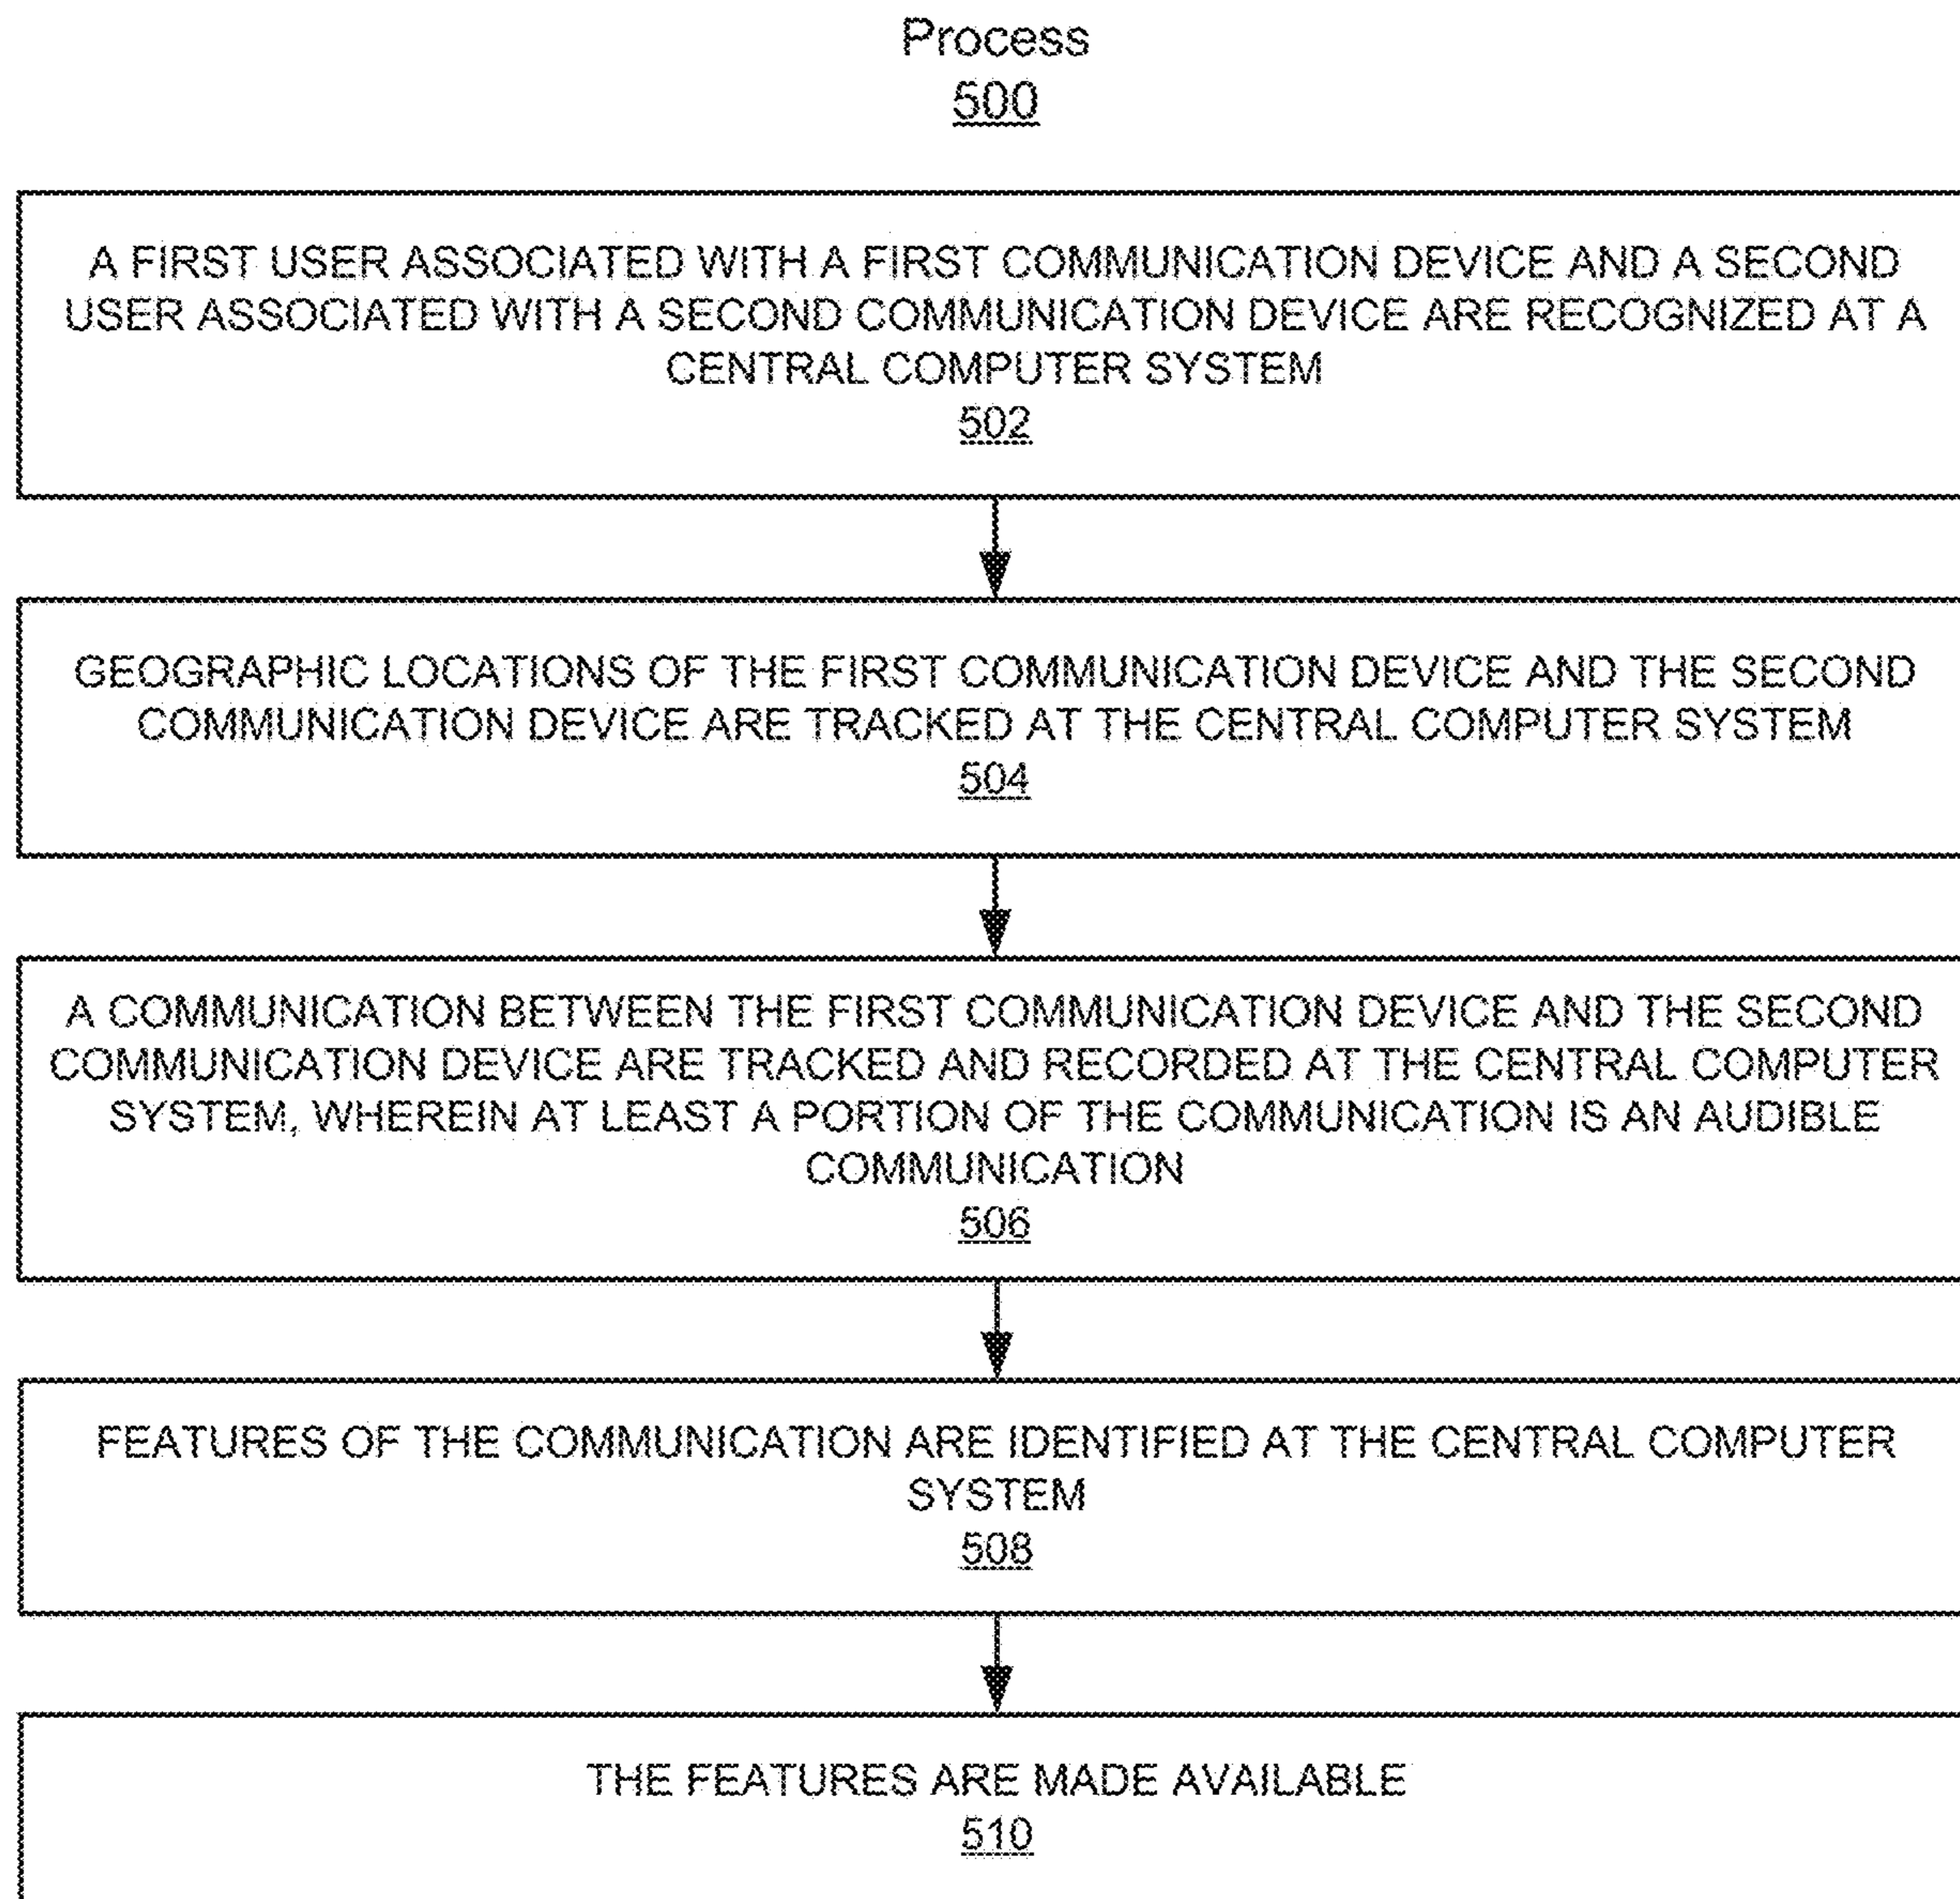 Process
500
A FIRST USER ASSOCIATED WITH A FIRST COMMUNICATION DEVICE AND A SECOND
USER ASSOCIATED WITH A SECOND COMMUNICATION DEVICE ARE RECOGNIZED AT A
CENTRAL COMPUTER SYSTEM
502
GEOGRAPHIC LOCATIONS OF THE FIRST COMMUNICATION DEVICE AND THE SECOND
COMMUNICATION DEVICE ARE TRACKED AT THE CENTRAL COMPUTER SYSTEM
504
A COMMUNICATION BETWEEN THE FIRST COMMUNICATION DEVICE AND THE SECOND
COMMUNICATION DEVICE ARE TRACKED AND RECORDED AT THE CENTRAL COMPUTER
SYSTEM, WHEREIN AT LEAST A PORTION OF THE COMMUNICATION IS AN AUDIBLE
COMMUNICATION
506
FEATURES OF THE COMMUNICATION ARE IDENTIFIED AT THE CENTRAL COMPUTER
SYSTEM
508
THE FEATURES ARE MADE AVAILABLE
510